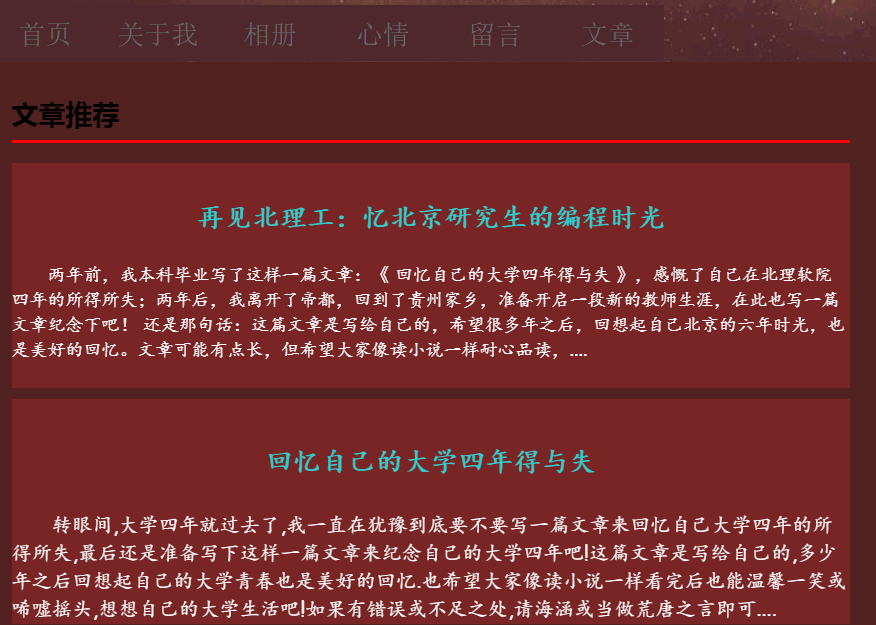 首页 关于我 相册 心情 留言 文章
文章推荐
再见北理工：忆北京研究生的编程时光
两年前，我本科毕业写了这样一篇文章：《 回忆自己的大学四年得与失 》，感慨了自己在北理软院
四年的所得所失；两年后，我离开了帝都，回到了贵州家乡，准备开启一段新的教师生涯，在此也写一篇
文章纪念下吧！ 还是那句话：这篇文章是写给自己的，希望很多年之后，回想起自己北京的六年时光，也
是美好的回忆。文章可能有点长，但希望大家像读小说一样耐心品读，....
回忆自己的大学四年得与失
转眼间,大学四年就过去了,我一直在犹豫到底要不要写一篇文章来回忆自己大学四年的所
得所失,最后还是准备写下这样一篇文章来纪念自己的大学四年吧!这篇文章是写给自己的,多少
年之后回想起自己的大学青春也是美好的回忆.也希望大家像读小说一样看完后也能温馨一笑或
唏嘘摇头,想想自己的大学生活吧!如果有错误或不足之处,请海涵或当做荒唐之言即可....